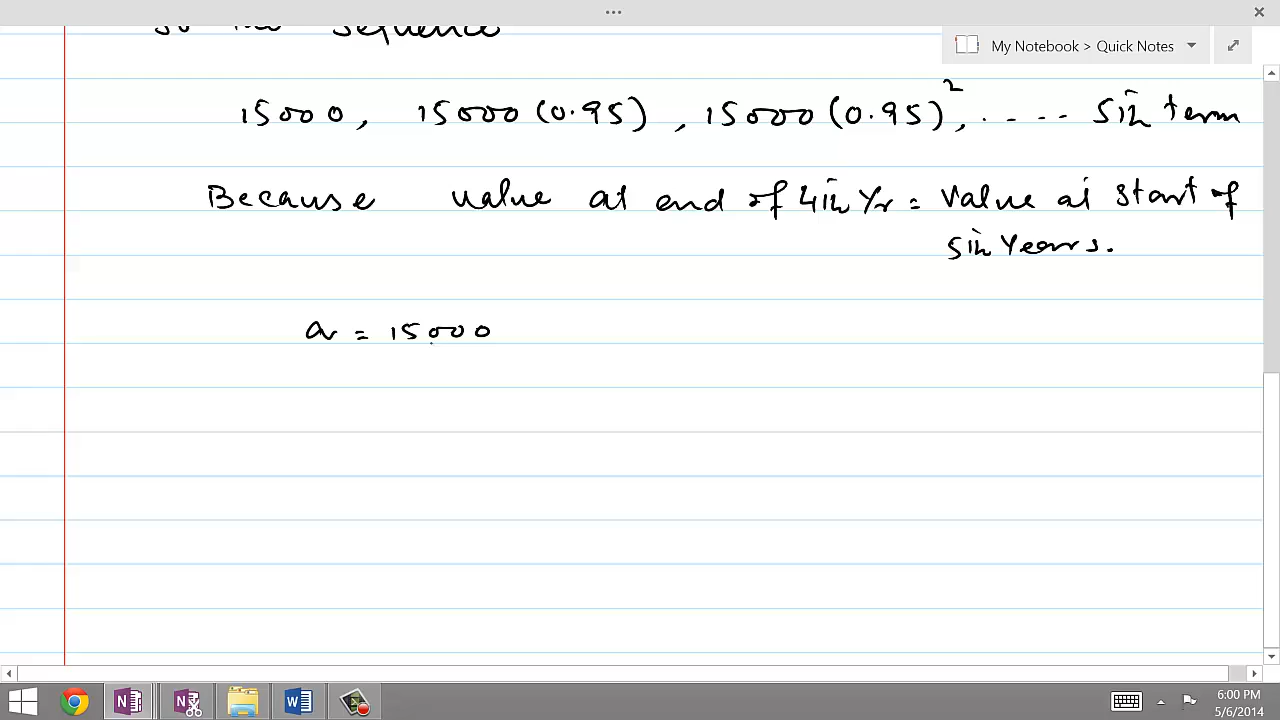 ...
My Notebook > Quick Notes
sequence
15000, 15000 (0.95), 15000 (0.95)², ..... 5th term
Because value at end of 4th Yr = Value at start of
5th Years.
a = 15000
6:00 PM
5/6/2014